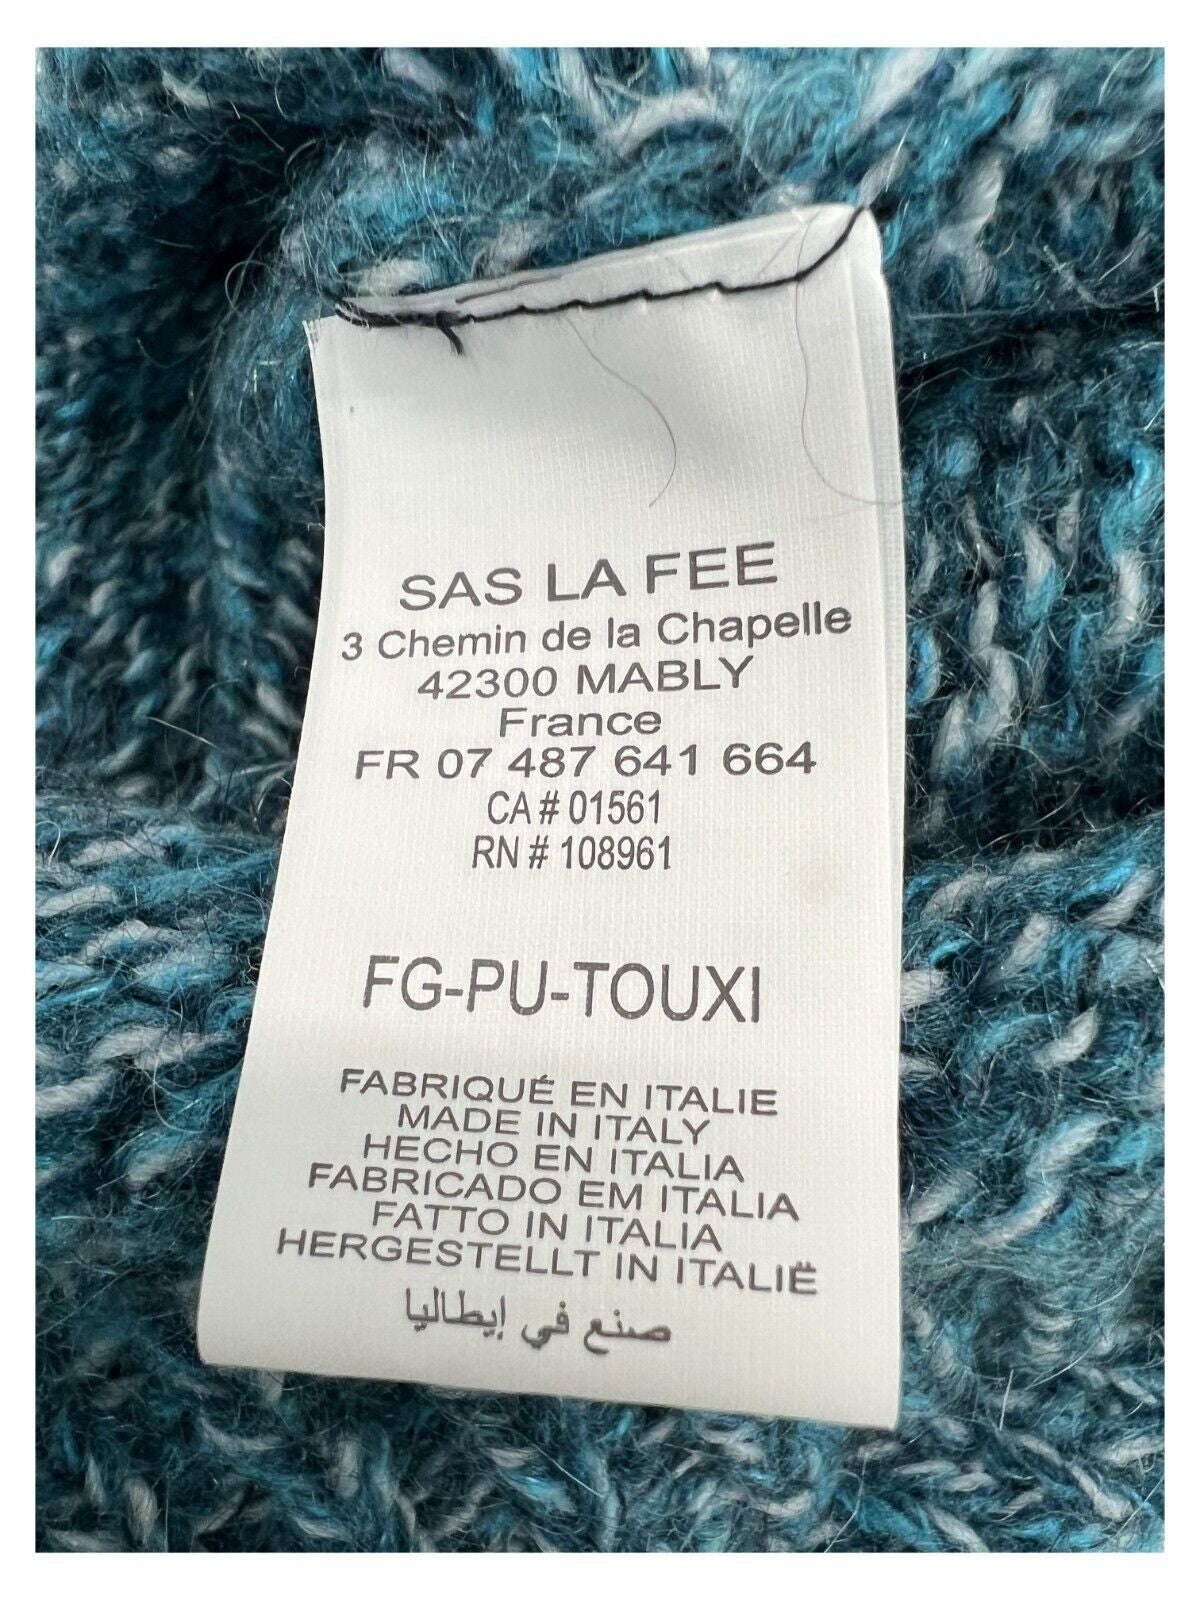 SAS LA FEE
3 Chemin de la Chapelle
42300 MABLY
France
FR 07 487 641 664
CA # 01561
RN # 108961
FG-PU-TOUXI
FABRIQUÉ EN ITALIE
MADE IN ITALY
HECHO EN ITALIA
FABRICADO EM ITALIA
FATTO IN ITALIA
HERGESTELLT IN ITALIË
صنع في إيطاليا